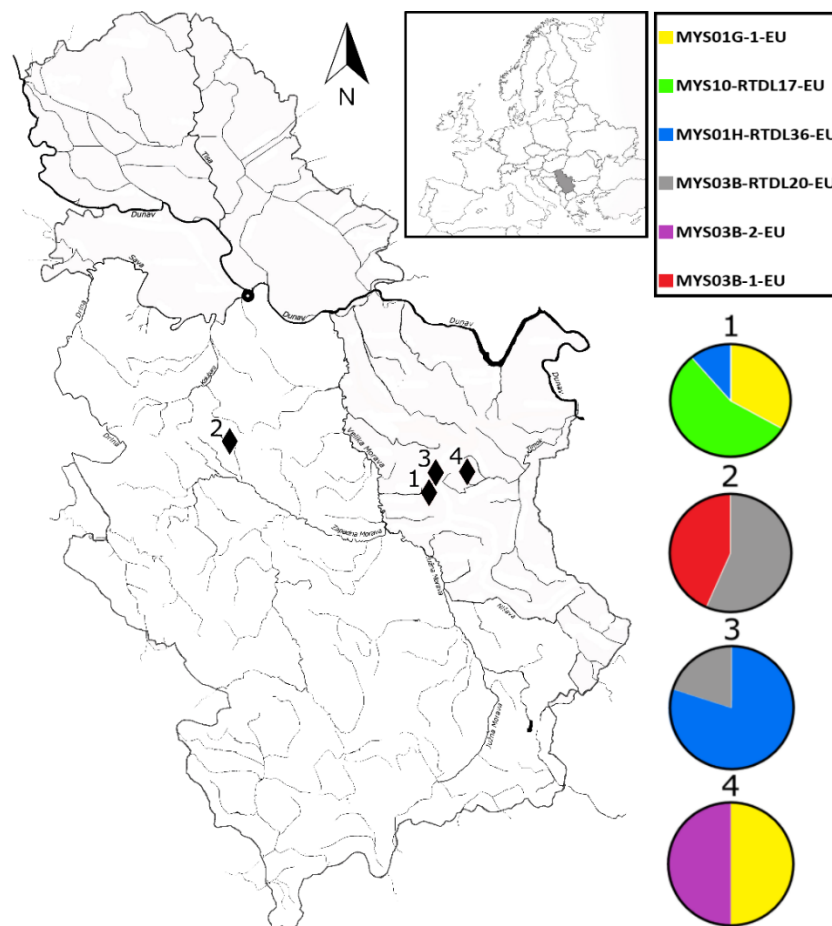 N
MYS01G-1-EU
MYS10-RTDL17-EU
MYS01H-RTDL36-EU
MYS03B-RTDL20-EU
MYS03B-2-EU
MYS03B-1-EU
Tisa
Dunav
Sava
Drina
Dunav
Dunav
Dunav
Kolubara
Drina
2
Velika Morava
Timok
3
4
1
Zapadna Morava
Južna Morava
Nišava
Južna Morava
1
2
3
4